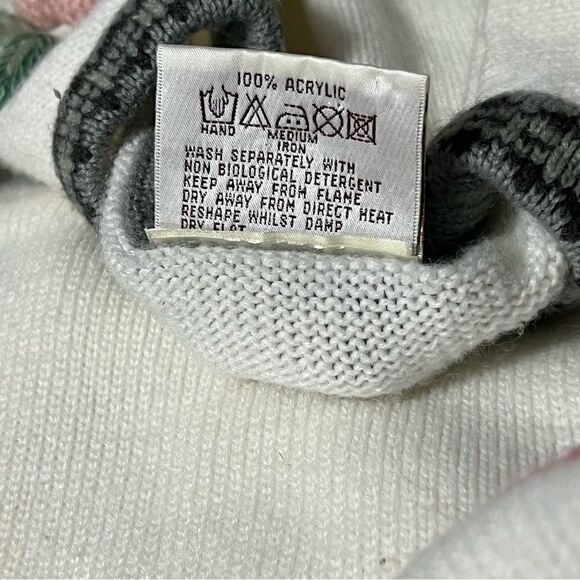 100% ACRYLIC
HAND
MEDIUM
IRON
WASH SEPARATELY WITH
NON BIOLOGICAL DETERGENT
KEEP AWAY FROM FLAME
DRY AWAY FROM DIRECT HEAT
RESHAPE WHILST DAMP
DRY FLAT